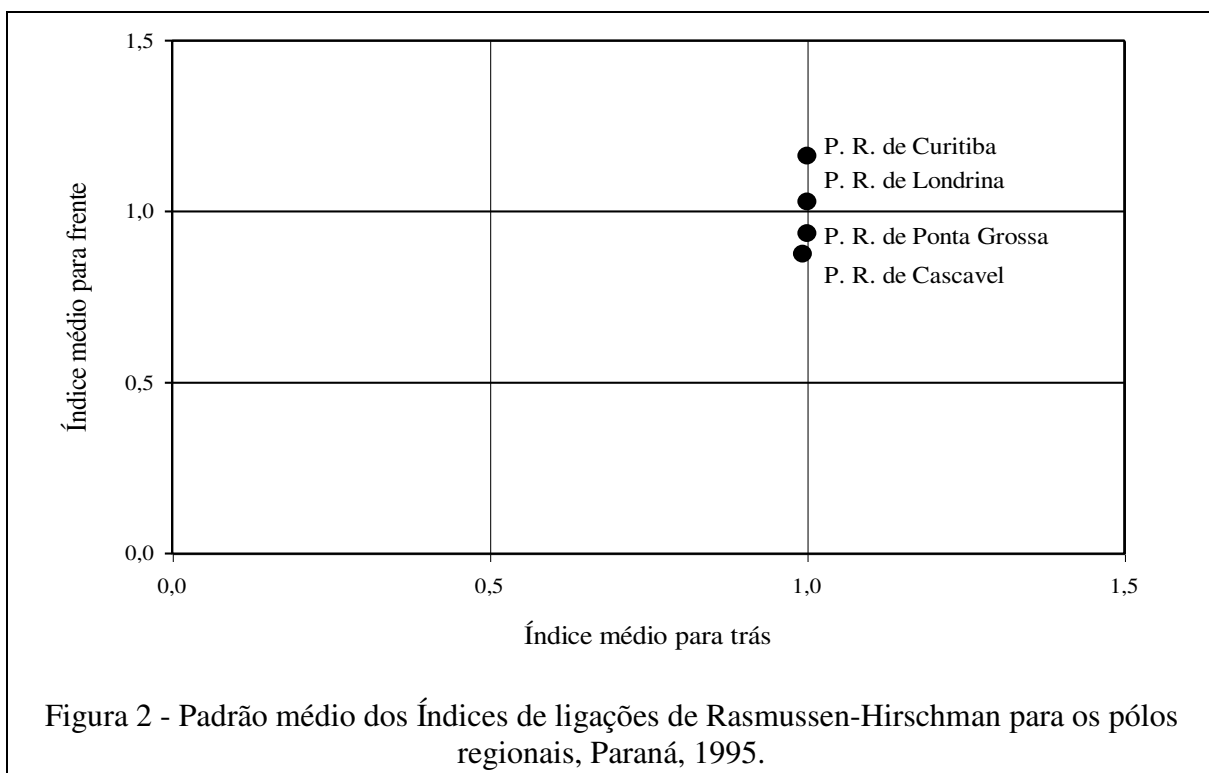 1,5
P. R. de Curitiba
P. R. de Londrina
1,0
P. R. de Ponta Grossa
P. R. de Cascavel
0,5
0,0
Índice médio para frente
0,0 0,5 1,0 1,5
Índice médio para trás
Figura 2 - Padrão médio dos Índices de ligações de Rasmussen-Hirschman para os pólos
regionais, Paraná, 1995.